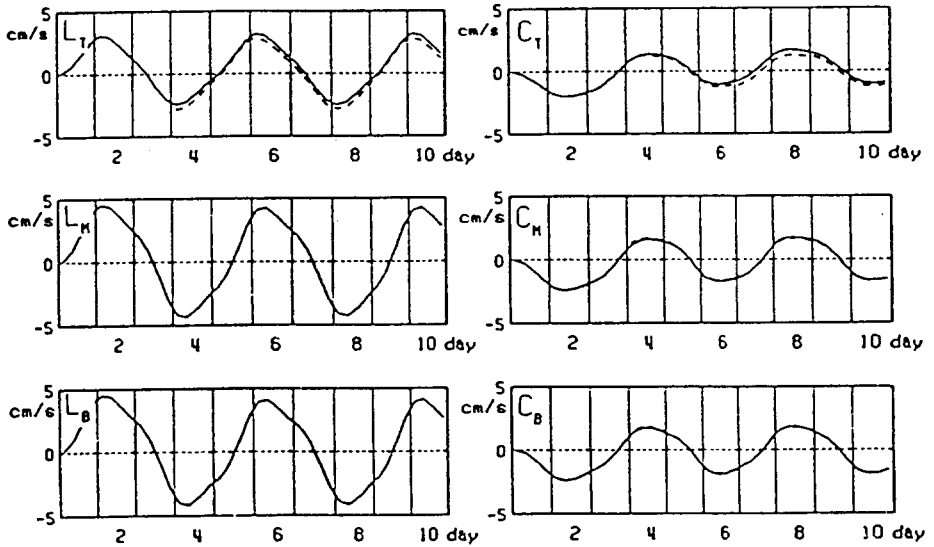 5 cm/s L_T 0 -5 2 4 6 8 10 day
5 cm/s C_T 0 -5 2 4 6 8 10 day
5 cm/s L_M 0 -5 2 4 6 8 10 day
5 cm/s C_M 0 -5 2 4 6 8 10 day
5 cm/s L_B 0 -5 2 4 6 8 10 day
5 cm/s C_B 0 -5 2 4 6 8 10 day